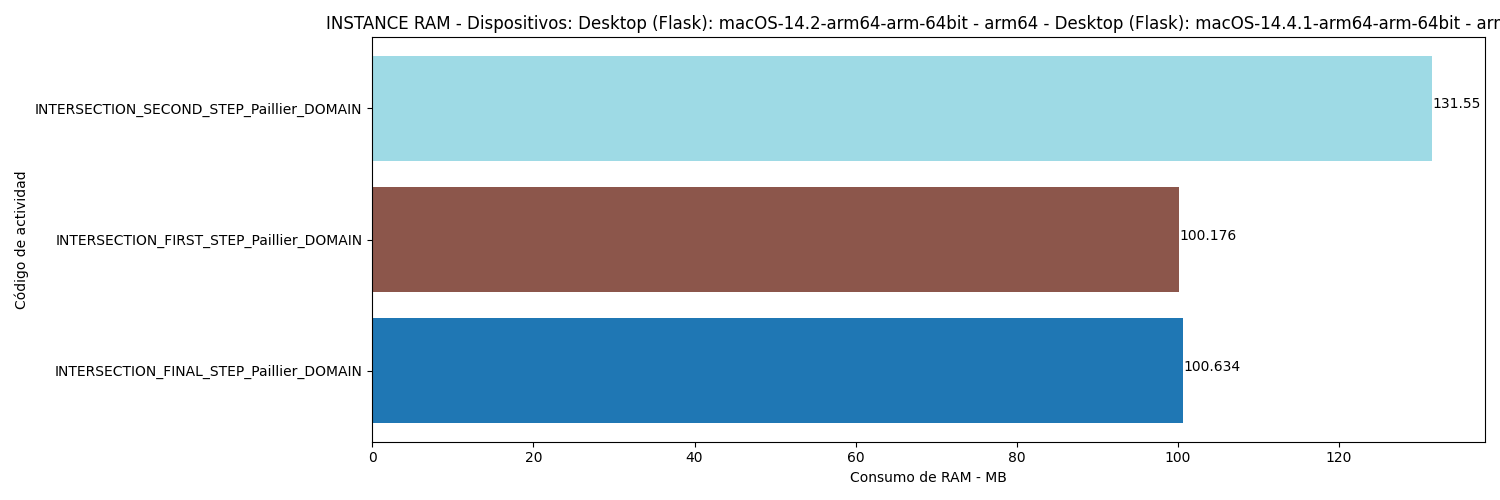 INSTANCE RAM - Dispositivos: Desktop (Flask): macOS-14.2-arm64-arm-64bit - arm64 - Desktop (Flask): macOS-14.4.1-arm64-arm-64bit -
INTERSECTION_SECOND_STEP_Paillier_DOMAIN
131.55
INTERSECTION_FIRST_STEP_Paillier_DOMAIN
100.176
INTERSECTION_FINAL_STEP_Paillier_DOMAIN
100.634
Código de actividad
0 20 40 60 80 100 120
Consumo de RAM - MB